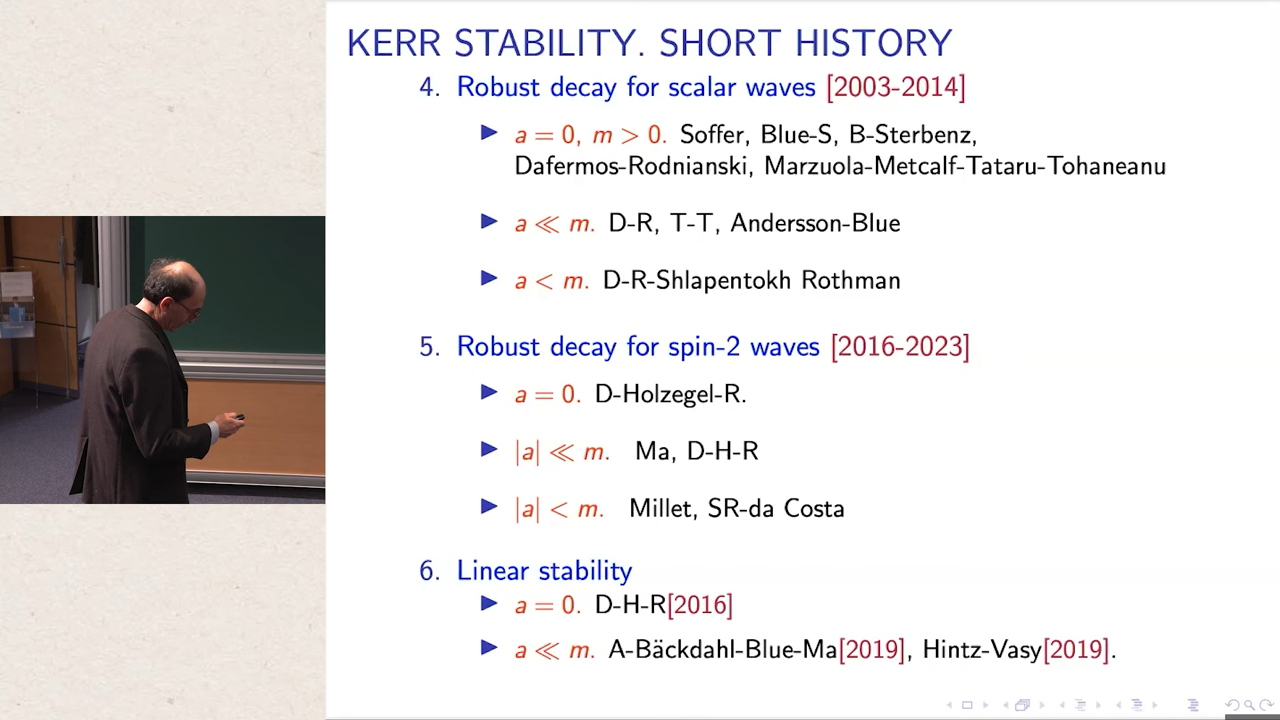 KERR STABILITY. SHORT HISTORY
4. Robust decay for scalar waves [2003-2014]
▶ a = 0, m > 0. Soffer, Blue-S, B-Sterbenz,
Dafermos-Rodnianski, Marzuola-Metcalf-Tataru-Tohaneanu
▶ a ≪ m. D-R, T-T, Andersson-Blue
▶ a < m. D-R-Shlapentokh Rothman
5. Robust decay for spin-2 waves [2016-2023]
▶ a = 0. D-Holzegel-R.
▶ |a| ≪ m. Ma, D-H-R
▶ |a| < m. Millet, SR-da Costa
6. Linear stability
▶ a = 0. D-H-R[2016]
▶ a ≪ m. A-Bäckdahl-Blue-Ma[2019], Hintz-Vasy[2019].